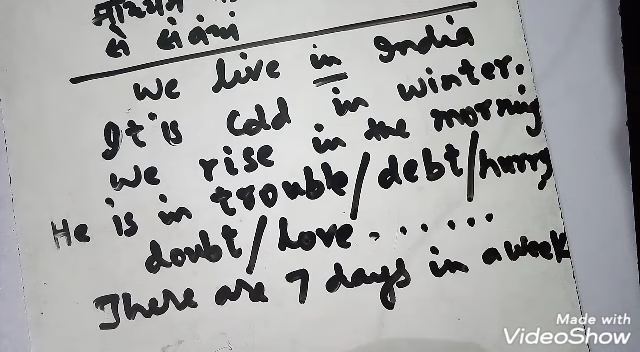 We live in India
It is cold in winter.
We rise in the morning
He is in trouble/debt/hurry
doubt/Love.......
There are 7 days in a week
Made with
VideoShow